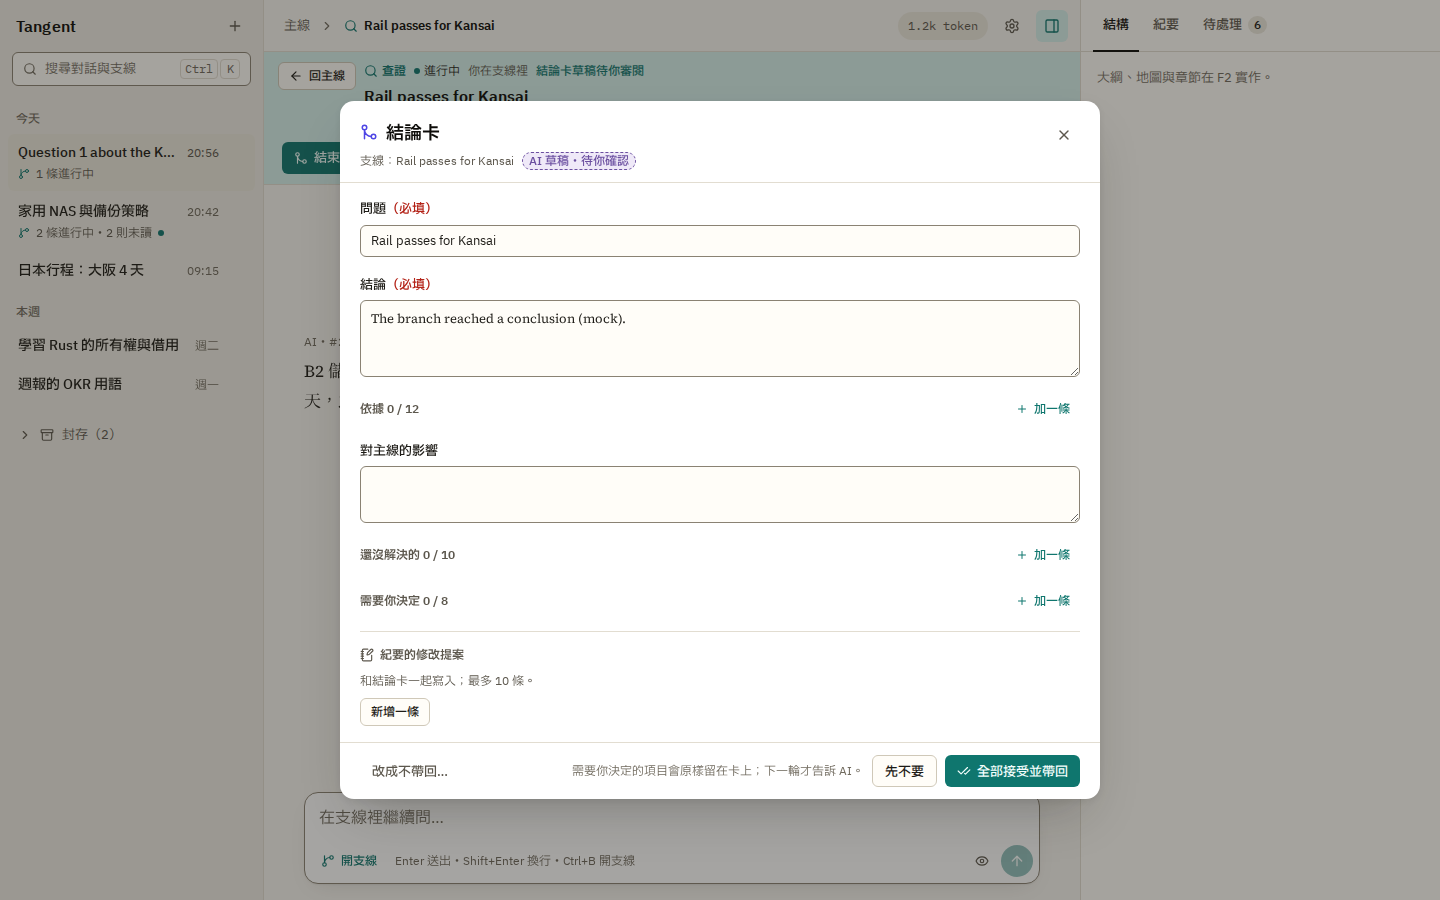 Tangent
搜尋對話與支線 Ctrl K
今天
Question 1 about the K... 20:56
1 條進行中
家用 NAS 與備份策略 20:42
2 條進行中・2 則未讀
日本行程：大阪 4 天 09:15
本週
學習 Rust 的所有權與借用 週二
週報的 OKR 用語 週一
封存（2）
主線 Rail passes for Kansai 1.2k token
回主線 查證 進行中 你在支線裡 結論卡草稿待你審閱
Rail passes for Kansai
結束
AI・#
B2
天，
結論卡
支線：Rail passes for Kansai AI 草稿・待你確認
問題（必填）
Rail passes for Kansai
結論（必填）
The branch reached a conclusion (mock).
依據 0 / 12 加一條
對主線的影響
還沒解決的 0 / 10 加一條
需要你決定 0 / 8 加一條
紀要的修改提案
和結論卡一起寫入；最多 10 條。
新增一條
改成不帶回... 需要你決定的項目會原樣留在卡上；下一輪才告訴 AI。 先不要 全部接受並帶回
在支線裡繼續問...
開支線 Enter 送出・Shift+Enter 換行・Ctrl+B 開支線
結構 紀要 待處理 6
大綱、地圖與章節在 F2 實作。